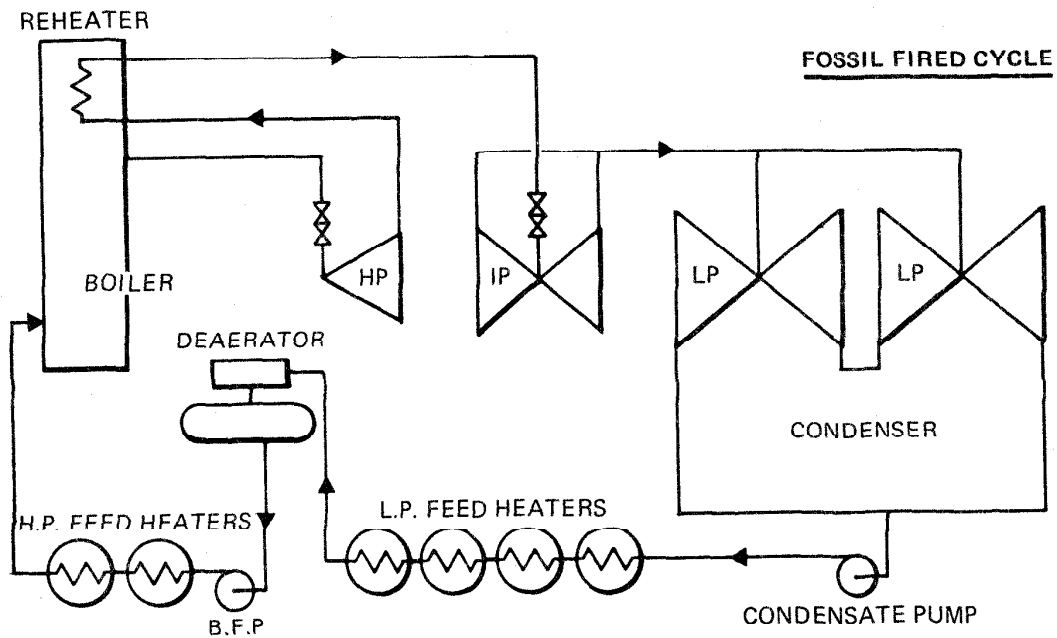 REHEATER
FOSSIL FIRED CYCLE
HP
IP
LP
LP
BOILER
DEAERATOR
CONDENSER
L.P. FEED HEATERS
H.P. FEED HEATERS
B.F.P
CONDENSATE PUMP